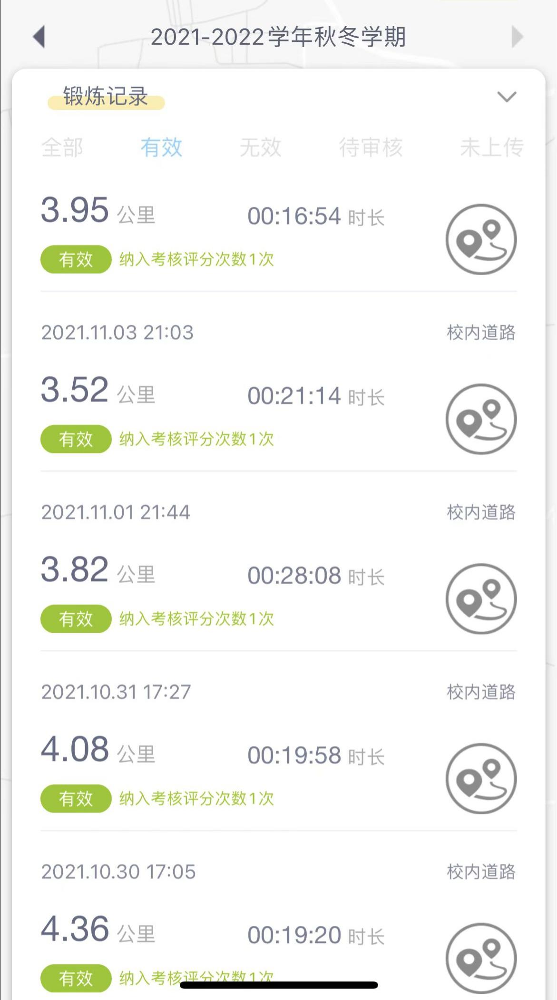 2021-2022学年秋冬学期
锻炼记录
全部 有效 无效 待审核 未上传
3.95 公里 00:16:54 时长
有效 纳入考核评分次数1次
2021.11.03 21:03 校内道路
3.52 公里 00:21:14 时长
有效 纳入考核评分次数1次
2021.11.01 21:44 校内道路
3.82 公里 00:28:08 时长
有效 纳入考核评分次数1次
2021.10.31 17:27 校内道路
4.08 公里 00:19:58 时长
有效 纳入考核评分次数1次
2021.10.30 17:05 校内道路
4.36 公里 00:19:20 时长
有效 纳入考核评分次数1次